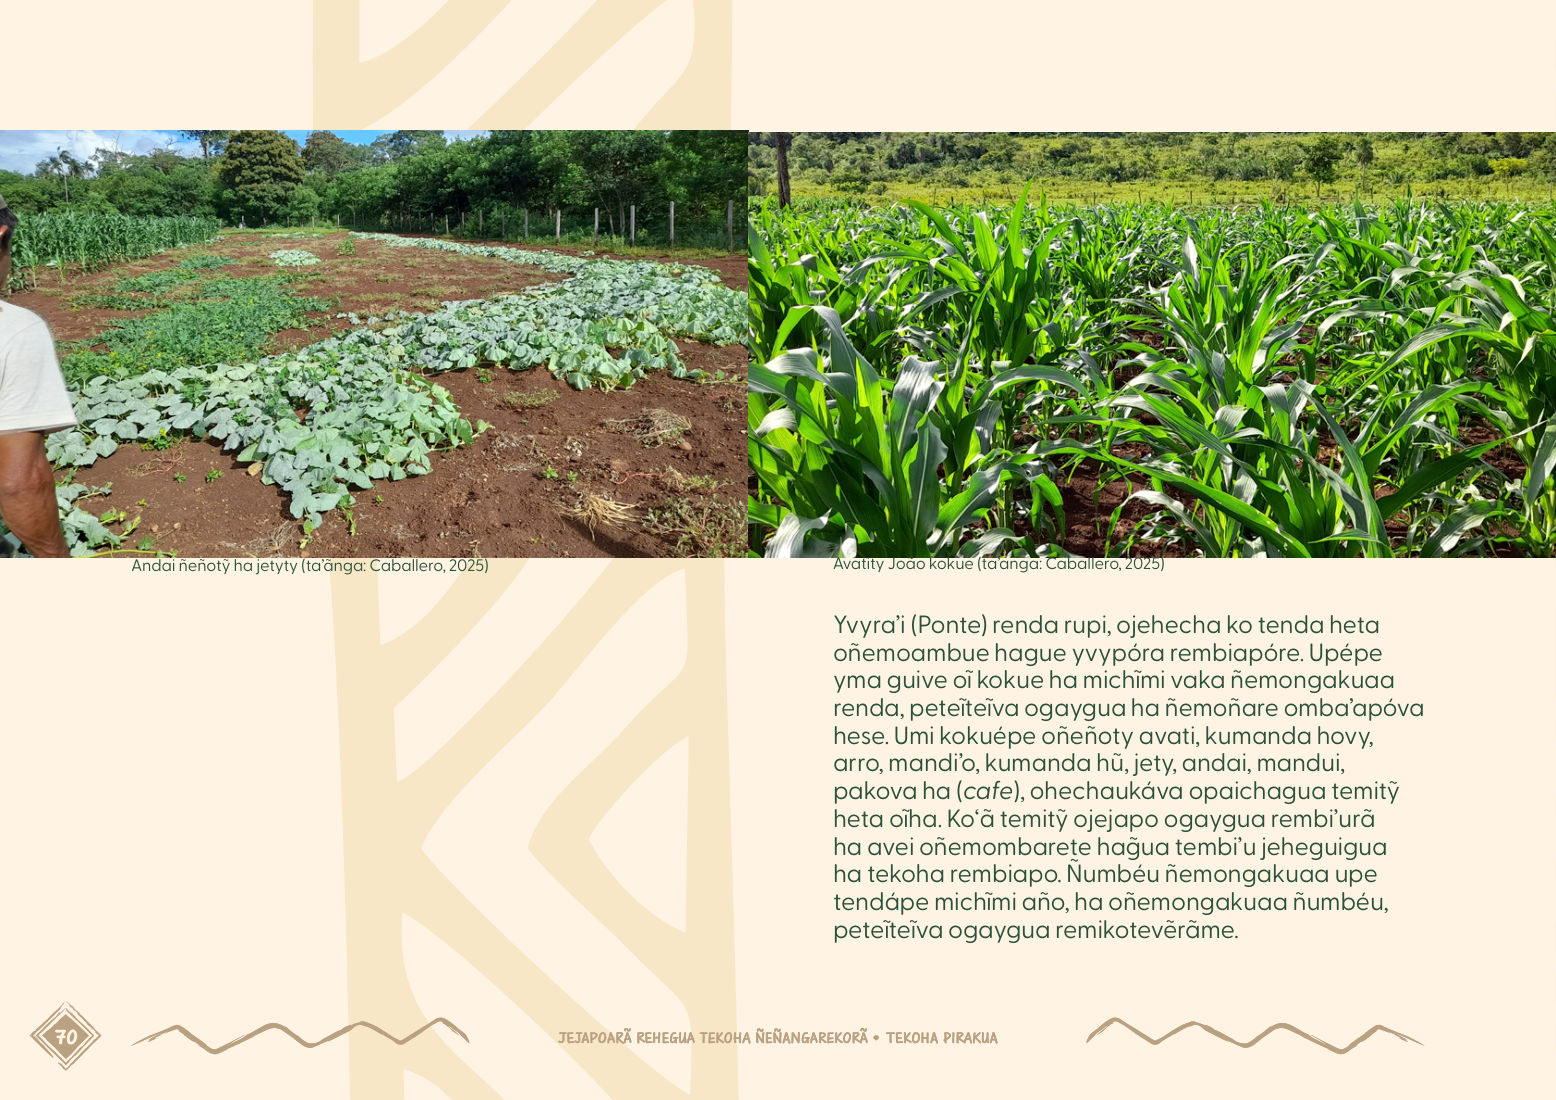 Andai ñeñotỹ ha jetyty (ta’ãnga: Caballero, 2025)
Avatity João kokue (ta’ãnga: Caballero, 2025)
Yvyra’i (Ponte) renda rupi, ojehecha ko tenda heta
oñemoambue hague yvypóra rembiapóre. Upépe
yma guive oĩ kokue ha michĩmi vaka ñemongakuaa
renda, peteĩteĩva ogaygua ha ñemoñare omba’apóva
hese. Umi kokuépe oñeñoty avati, kumanda hovy,
arro, mandi’o, kumanda hũ, jety, andai, mandui,
pakova ha (cafe), ohechaukáva opaichagua temitỹ
heta oĩha. Ko‘ã temitỹ ojejapo ogaygua rembi’urã
ha avei oñemombarete hag̃ua tembi’u jeheguigua
ha tekoha rembiapo. Ñumbéu ñemongakuaa upe
tendápe michĩmi año, ha oñemongakuaa ñumbéu,
peteĩteĩva ogaygua remikotevẽrãme.
70
JEJAPOARÃ REHEGUA TEKOHA ÑEÑANGAREKORÃ • TEKOHA PIRAKUA